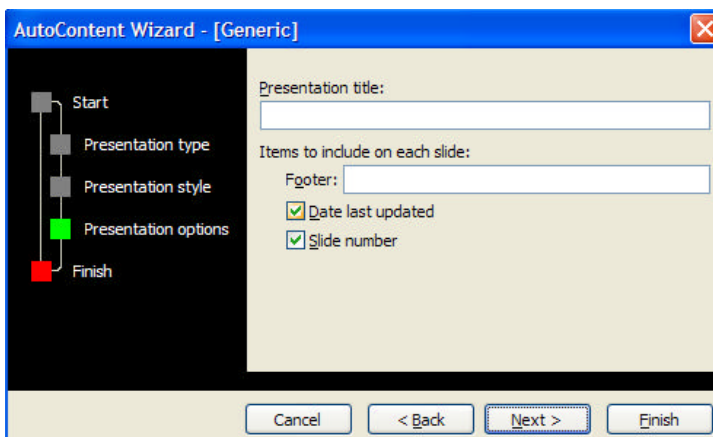 AutoContent Wizard - [Generic]
Start
Presentation type
Presentation style
Presentation options
Finish
Presentation title:
Items to include on each slide:
Footer:
Date last updated
Slide number
Cancel
< Back
Next >
Finish